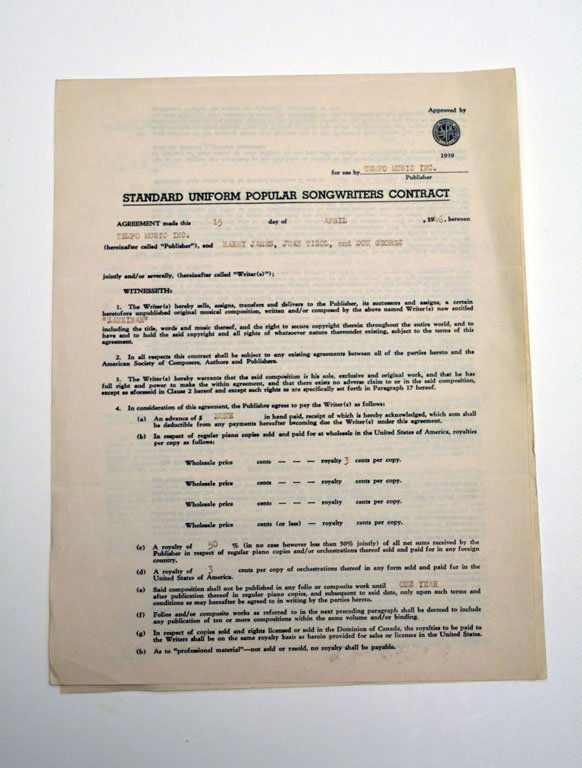 Approved by
1939
for use by TEMPO MUSIC INC.
Publisher
STANDARD UNIFORM POPULAR SONGWRITERS CONTRACT
AGREEMENT made this 15 day of APRIL , 1946, between
TEMPO MUSIC INC.
(hereinafter called "Publisher"), and HARRY JAMES, JUAN TIZOL, and DON GEORGE
jointly and/or severally, (hereinafter called "Writer(s)");
WITNESSETH:
1. The Writer(s) hereby sells, assigns, transfers and delivers to the Publisher, its successors and assigns, a certain
heretofore unpublished original musical composition, written and/or composed by the above named Writer(s) now entitled
"ZANZIBAR"
including the title, words and music thereof, and the right to secure copyright therein throughout the entire world, and to
have and to hold the said copyright and all rights of whatsoever nature thereunder existing, subject to the terms of this
agreement.
2. In all respects this contract shall be subject to any existing agreements between all of the parties hereto and the
American Society of Composers, Authors and Publishers.
3. The Writer(s) hereby warrants that the said composition is his sole, exclusive and original work, and that he has
full right and power to make the within agreement, and that there exists no adverse claim to or in the said composition,
except as aforesaid in Clause 2 hereof and except such rights as are specifically set forth in Paragraph 17 hereof.
4. In consideration of this agreement, the Publisher agrees to pay the Writer(s) as follows:
(a) An advance of $ NONE in hand paid, receipt of which is hereby acknowledged, which sum shall
be deductible from any payments hereafter becoming due the Writer(s) under this agreement.
(b) In respect of regular piano copies sold and paid for at wholesale in the United States of America, royalties
per copy as follows:
Wholesale price cents — — — royalty 3 cents per copy.
Wholesale price cents — — — royalty cents per copy.
Wholesale price cents — — — royalty cents per copy.
Wholesale price cents (or less) — royalty cents per copy.
(c) A royalty of 50 % (in no case however less than 50% jointly) of all net sums received by the
Publisher in respect of regular piano copies and/or orchestrations thereof sold and paid for in any foreign
country.
(d) A royalty of 3 cents per copy of orchestrations thereof in any form sold and paid for in the
United States of America.
(e) Said composition shall not be published in any folio or composite work until ONE YEAR
after publication thereof in regular piano copies, and subsequent to said date, only upon such terms and
conditions as may hereafter be agreed to in writing by the parties hereto.
(f) Folios and/or composite works as referred to in the next preceding paragraph shall be deemed to include
any publication of ten or more compositions within the same volume and/or binding.
(g) In respect of copies sold and rights licensed or sold in the Dominion of Canada, the royalties to be paid to
the Writers shall be on the same royalty basis as herein provided for sales or licenses in the United States.
(h) As to "professional material"—not sold or resold, no royalty shall be payable.